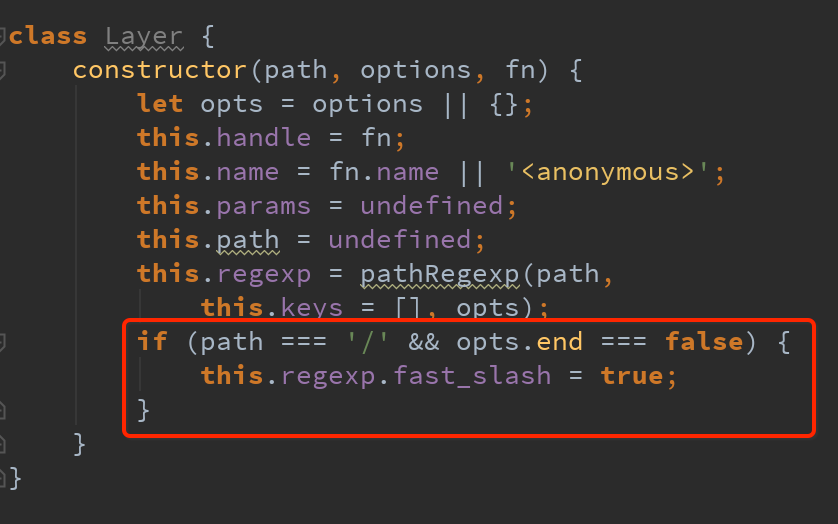 class Layer {
constructor(path, options, fn) {
let opts = options || {};
this.handle = fn;
this.name = fn.name || '<anonymous>';
this.params = undefined;
this.path = undefined;
this.regexp = pathRegexp(path,
this.keys = [], opts);
if (path === '/' && opts.end === false) {
this.regexp.fast_slash = true;
}
}
}